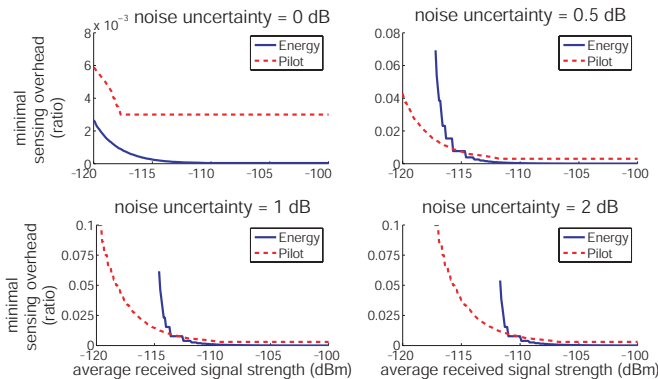 noise uncertainty = 0 dB
x 10^-3
8
6
4
2
0
-120 -115 -110 -105 -100
Energy
Pilot
minimal
sensing overhead
(ratio)
noise uncertainty = 0.5 dB
0.08
0.06
0.04
0.02
0
-120 -115 -110 -105 -100
Energy
Pilot
noise uncertainty = 1 dB
0.1
0.075
0.05
0.025
0
-120 -115 -110 -105 -100
Energy
Pilot
minimal
sensing overhead
(ratio)
average received signal strength (dBm)
noise uncertainty = 2 dB
0.1
0.075
0.05
0.025
0
-120 -115 -110 -105 -100
Energy
Pilot
average received signal strength (dBm)